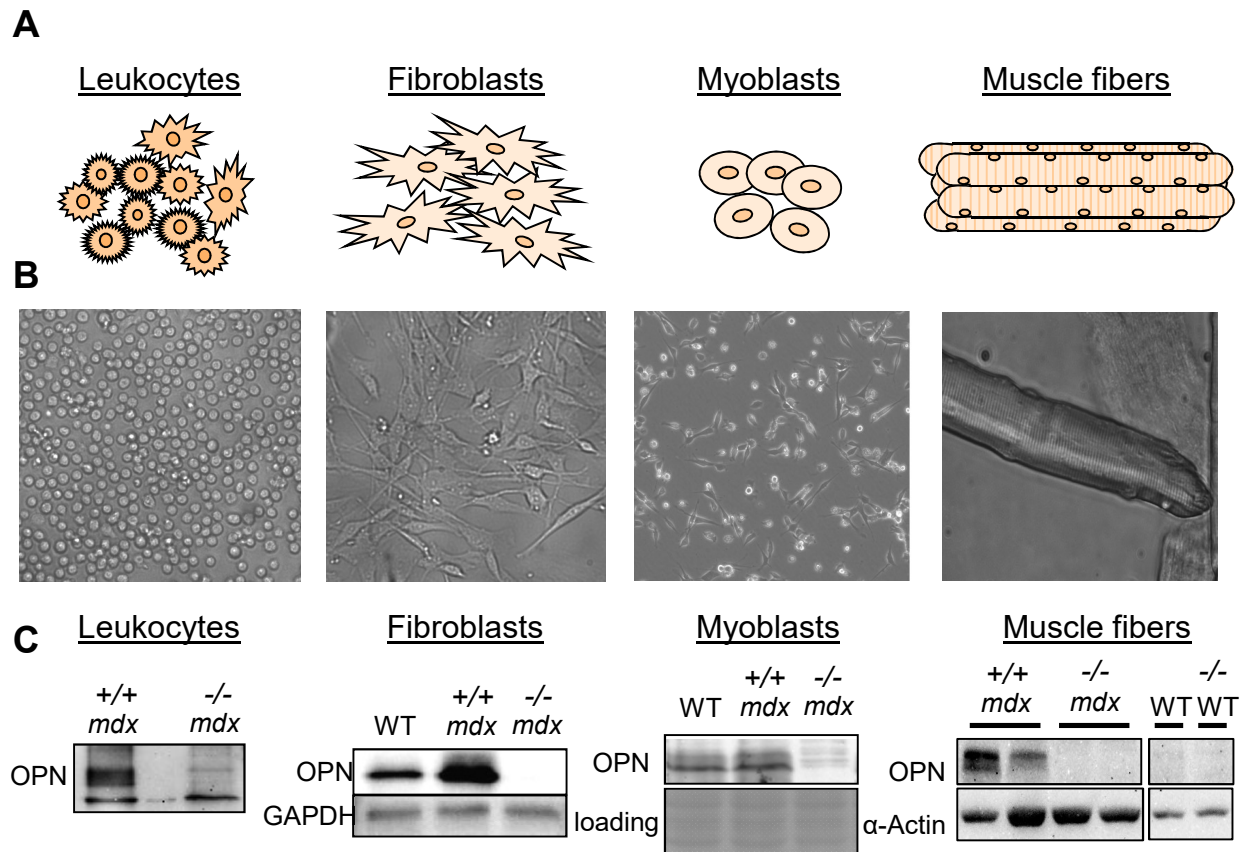 A
Leukocytes Fibroblasts Myoblasts Muscle fibers
B
C
Leukocytes Fibroblasts Myoblasts Muscle fibers
+/+ mdx -/- mdx
OPN
WT +/+ mdx -/- mdx
OPN
GAPDH
WT +/+ mdx -/- mdx
OPN
loading
+/+ mdx -/- mdx WT -/- WT
OPN
α-Actin